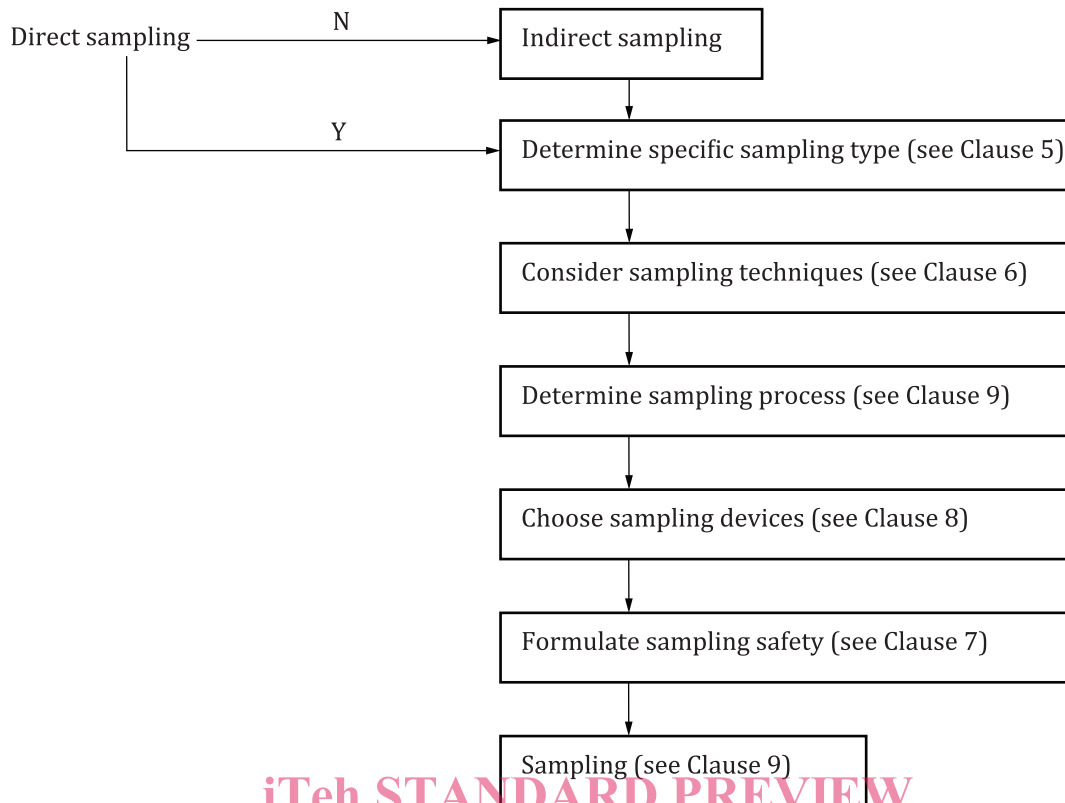 Direct sampling
N
Indirect sampling
Y
Determine specific sampling type (see Clause 5)
Consider sampling techniques (see Clause 6)
Determine sampling process (see Clause 9)
Choose sampling devices (see Clause 8)
Formulate sampling safety (see Clause 7)
Sampling (see Clause 9)
iTeh STANDARD PREVIEW